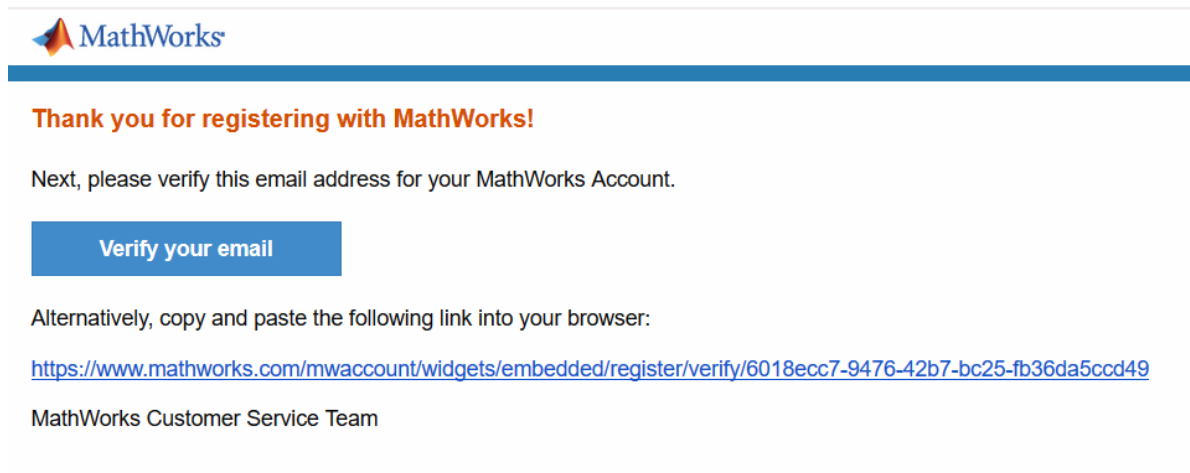 MathWorks®
Thank you for registering with MathWorks!
Next, please verify this email address for your MathWorks Account.
Verify your email
Alternatively, copy and paste the following link into your browser:
https://www.mathworks.com/mwaccount/widgets/embedded/register/verify/6018ecc7-9476-42b7-bc25-fb36da5ccd49
MathWorks Customer Service Team